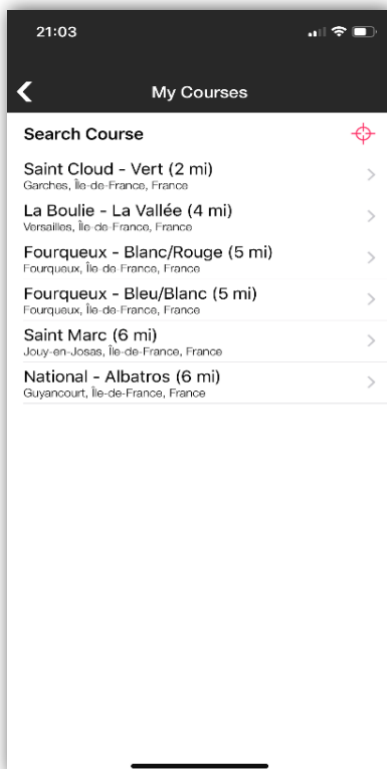 21:03
My Courses
Search Course
Saint Cloud - Vert (2 mi)
Garches, Île-de-France, France
La Boulie - La Vallée (4 mi)
Versailles, Île-de-France, France
Fourqueux - Blanc/Rouge (5 mi)
Fourqueux, Île-de-France, France
Fourqueux - Bleu/Blanc (5 mi)
Fourqueux, Île-de-France, France
Saint Marc (6 mi)
Jouy-en-Josas, Île-de-France, France
National - Albatros (6 mi)
Guyancourt, Île-de-France, France